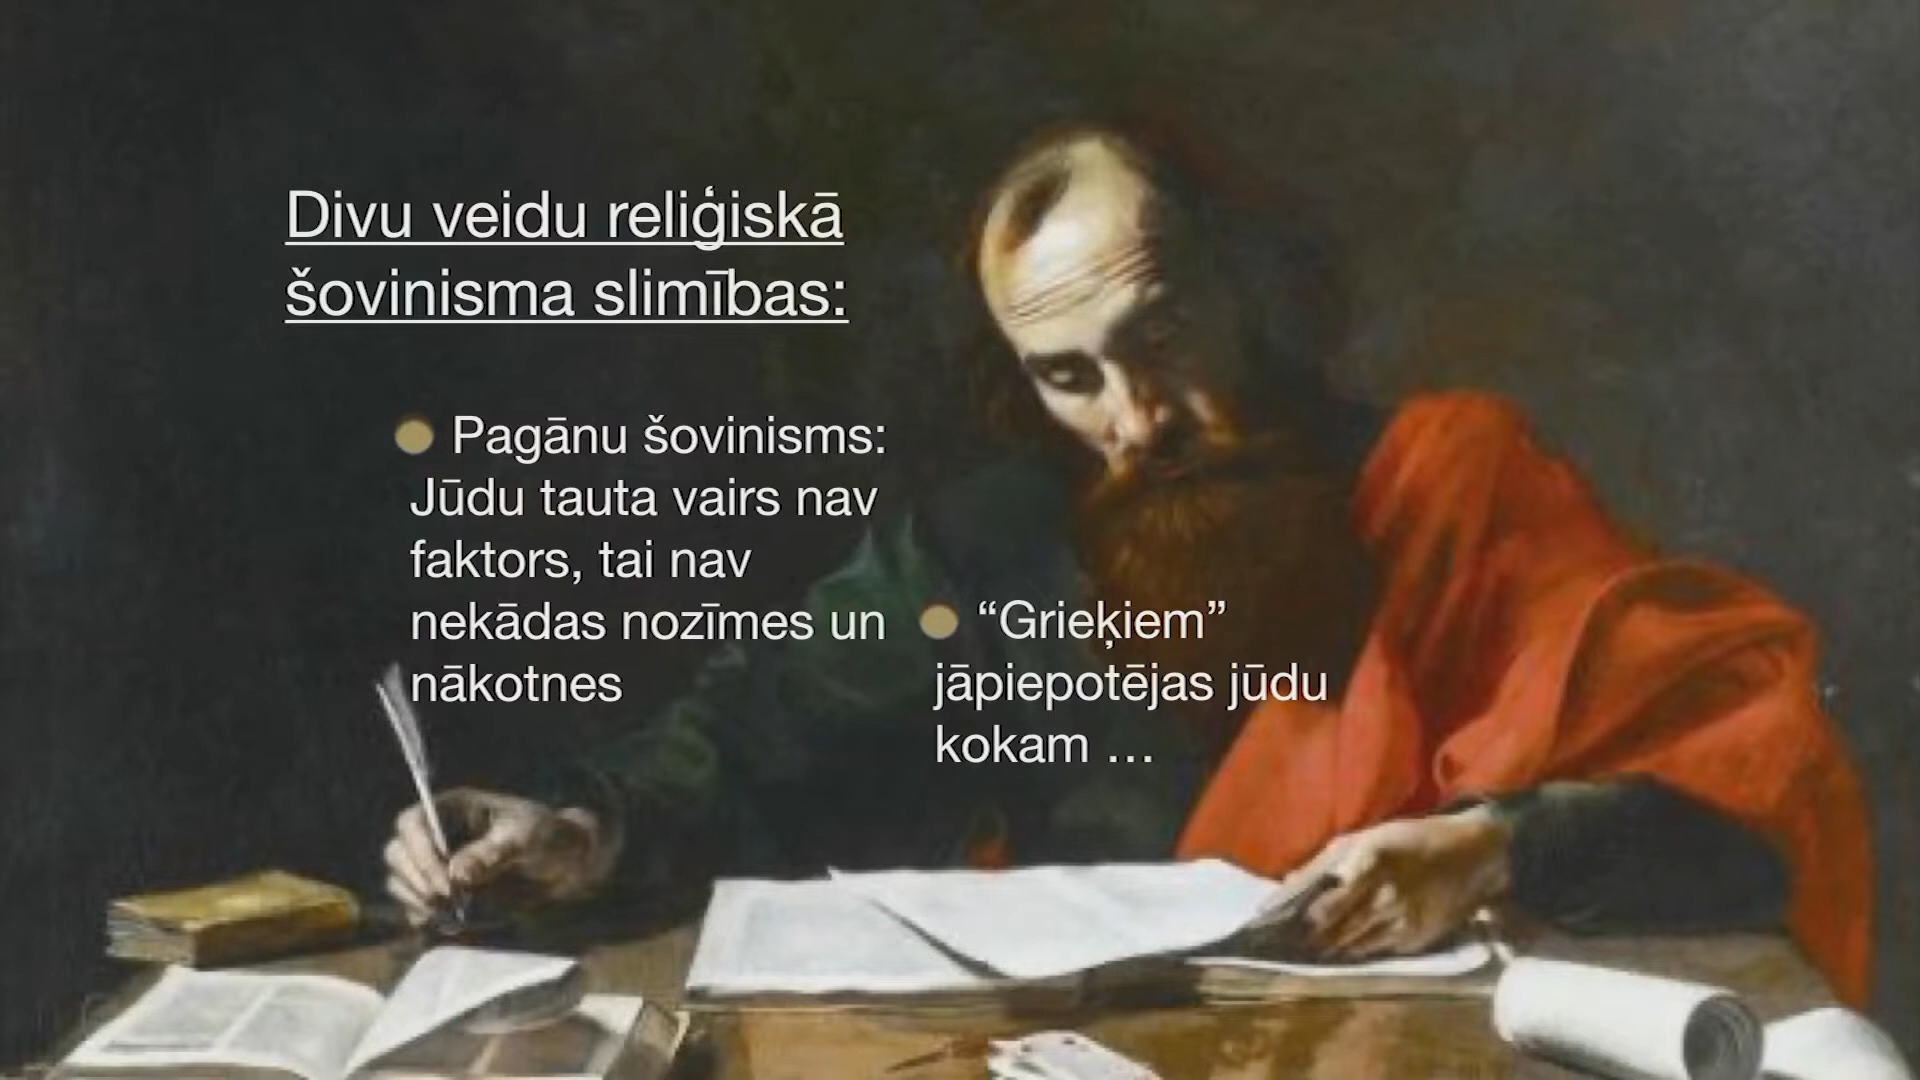 Divu veidu reliģiskā
šovinisma slimības:
Pagānu šovinisms:
Jūdu tauta vairs nav
faktors, tai nav
nekādas nozīmes un
nākotnes
“Grieķiem”
jāpiepotējas jūdu
kokam …